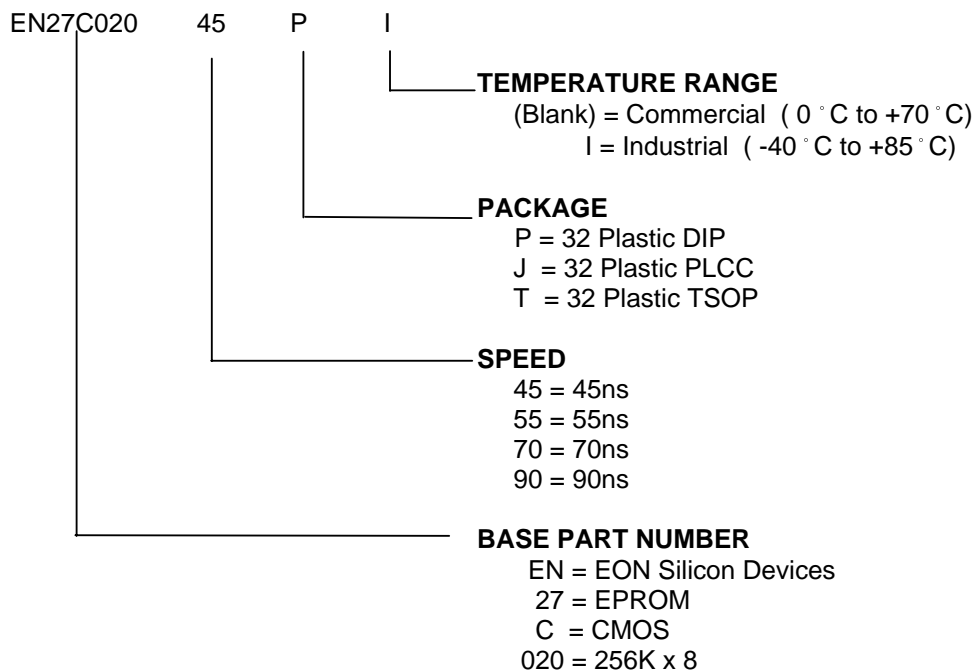 EN27C020 45 P I
TEMPERATURE RANGE
(Blank) = Commercial ( 0 °C to +70 °C)
I = Industrial ( -40 °C to +85 °C)
PACKAGE
P = 32 Plastic DIP
J = 32 Plastic PLCC
T = 32 Plastic TSOP
SPEED
45 = 45ns
55 = 55ns
70 = 70ns
90 = 90ns
BASE PART NUMBER
EN = EON Silicon Devices
27 = EPROM
C = CMOS
020 = 256K x 8